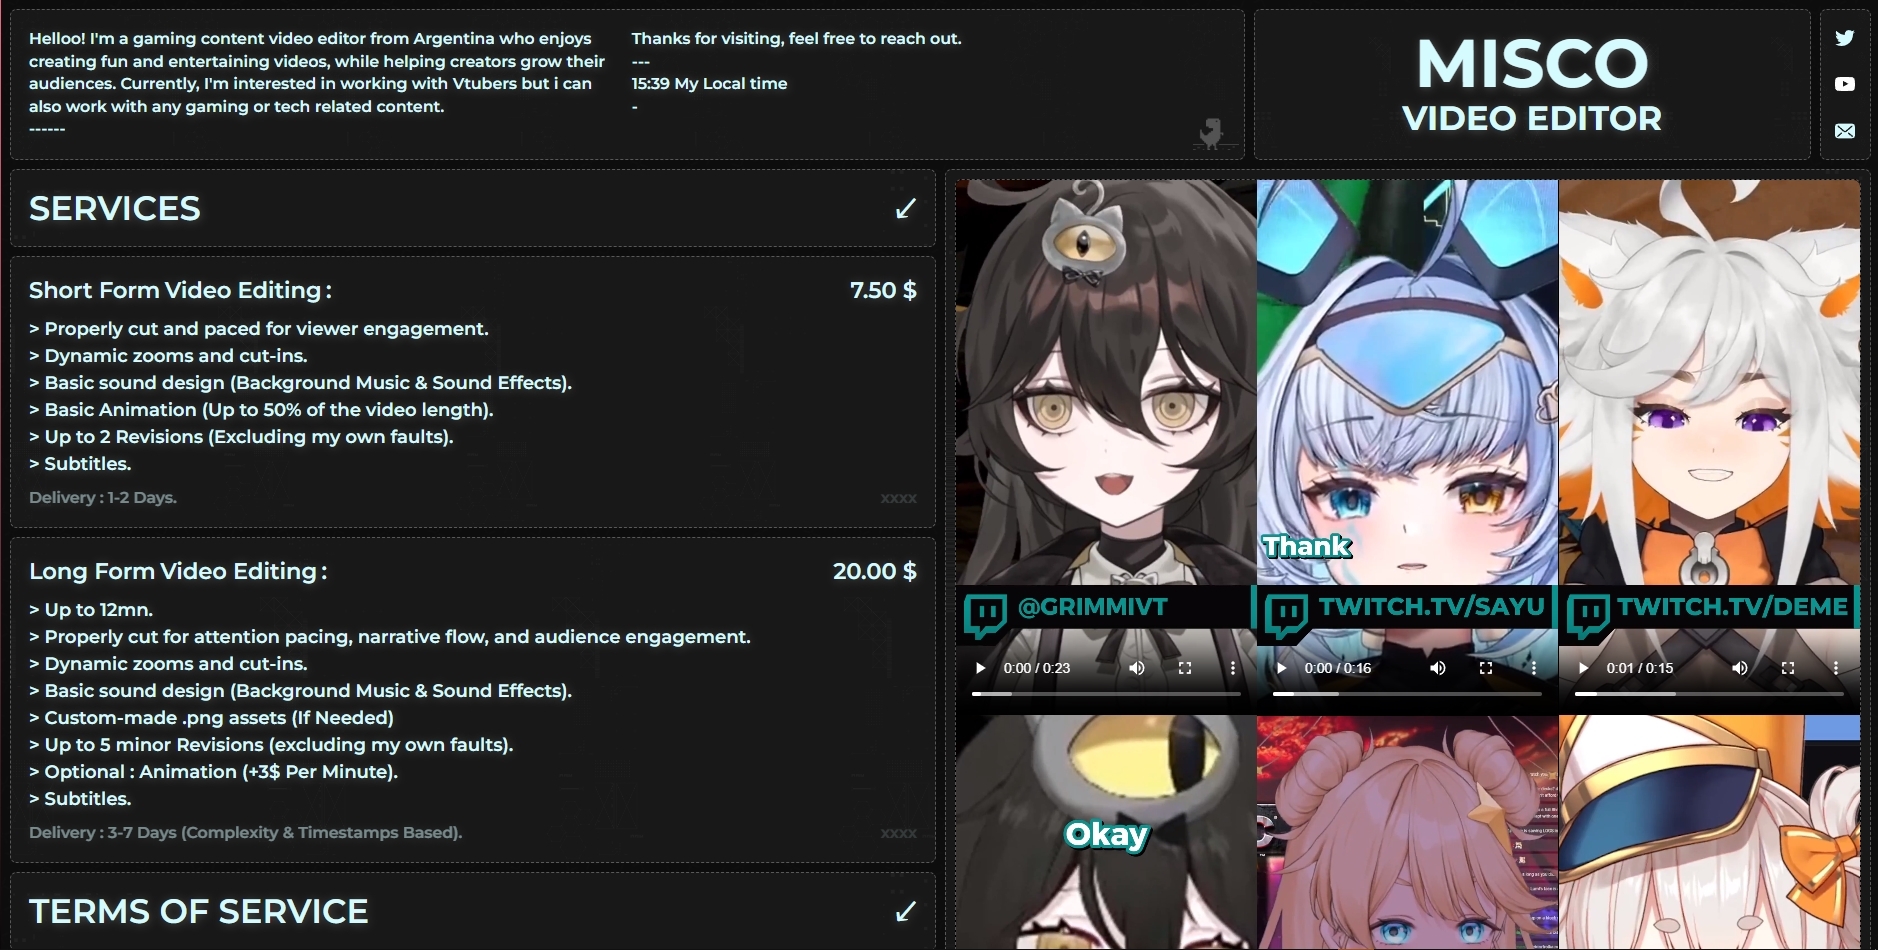 Helloo! I'm a gaming content video editor from Argentina who enjoys
creating fun and entertaining videos, while helping creators grow their
audiences. Currently, I'm interested in working with Vtubers but i can
also work with any gaming or tech related content.
------
Thanks for visiting, feel free to reach out.
---
15:39 My Local time
-
MISCO
VIDEO EDITOR
SERVICES
Short Form Video Editing :
7.50 $
> Properly cut and paced for viewer engagement.
> Dynamic zooms and cut-ins.
> Basic sound design (Background Music & Sound Effects).
> Basic Animation (Up to 50% of the video length).
> Up to 2 Revisions (Excluding my own faults).
> Subtitles.
Delivery : 1-2 Days.
xxxx
Long Form Video Editing :
20.00 $
> Up to 12mn.
> Properly cut for attention pacing, narrative flow, and audience engagement.
> Dynamic zooms and cut-ins.
> Basic sound design (Background Music & Sound Effects).
> Custom-made .png assets (If Needed)
> Up to 5 minor Revisions (excluding my own faults).
> Optional : Animation (+3$ Per Minute).
> Subtitles.
Delivery : 3-7 Days (Complexity & Timestamps Based).
xxxx
TERMS OF SERVICE
Thank
@GRIMMIVT
TWITCH.TV/SAYU
TWITCH.TV/DEME
0:00 / 0:23
0:00 / 0:16
0:01 / 0:15
Okay